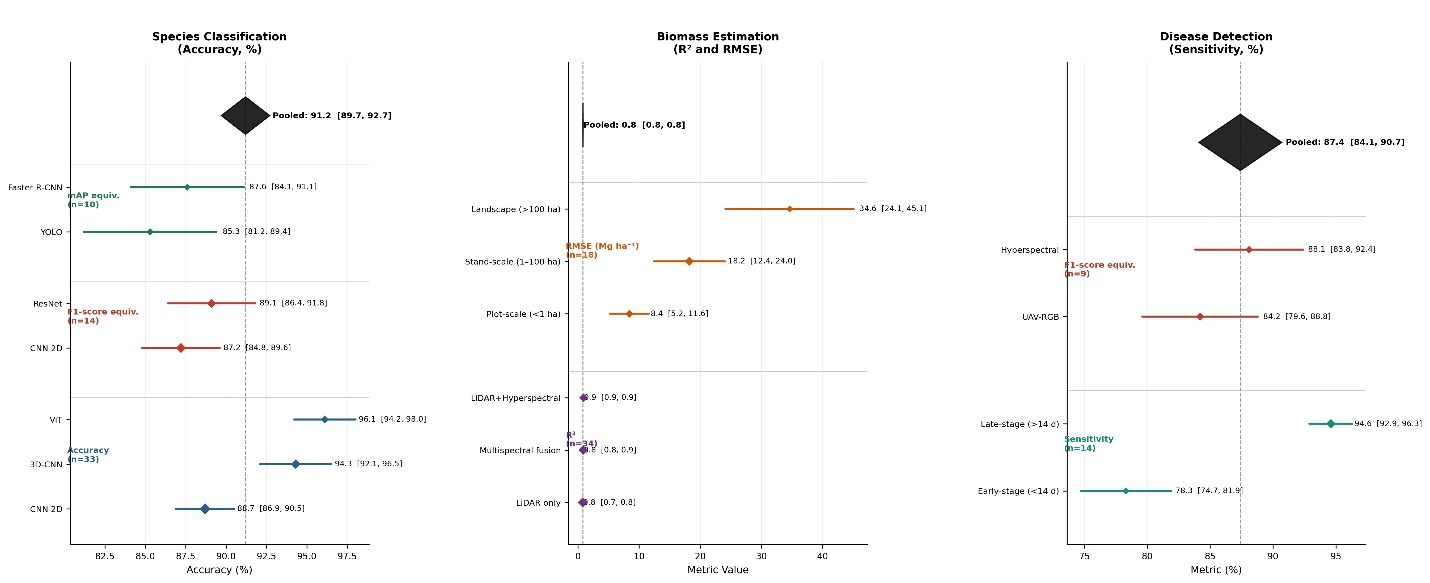 Species Classification
(Accuracy, %)
Pooled: 91.2  [89.7, 92.7]
Faster R-CNN
87.6  [84.1, 91.1]
mAP equiv.
(n=10)
YOLO
85.3  [81.2, 89.4]
ResNet
89.1  [86.4, 91.8]
F1-score equiv.
(n=14)
CNN 2D
87.2  [84.8, 89.6]
ViT
96.1  [94.2, 98.0]
Accuracy
(n=33)
3D-CNN
94.3  [92.1, 96.5]
CNN 2D
88.7  [86.9, 90.5]
82.5 85.0 87.5 90.0 92.5 95.0 97.5
Accuracy (%)
Biomass Estimation
(R² and RMSE)
Pooled: 0.8  [0.8, 0.8]
Landscape (>100 ha)
34.6  [24.1, 45.1]
RMSE (Mg ha⁻¹)
(n=18)
Stand-scale (1–100 ha)
18.2  [12.4, 24.0]
Plot-scale (<1 ha)
8.4  [5.2, 11.6]
LiDAR+Hyperspectral
0.9  [0.9, 0.9]
R²
(n=34)
Multispectral fusion
0.8  [0.8, 0.9]
LiDAR only
0.8  [0.7, 0.8]
0 10 20 30 40
Metric Value
Disease Detection
(Sensitivity, %)
Pooled: 87.4  [84.1, 90.7]
Hyperspectral
88.1  [83.8, 92.4]
F1-score equiv.
(n=9)
UAV-RGB
84.2  [79.6, 88.8]
Late-stage (>14 d)
94.6  [92.9, 96.3]
Sensitivity
(n=14)
Early-stage (<14 d)
78.3  [74.7, 81.9]
75 80 85 90 95
Metric (%)